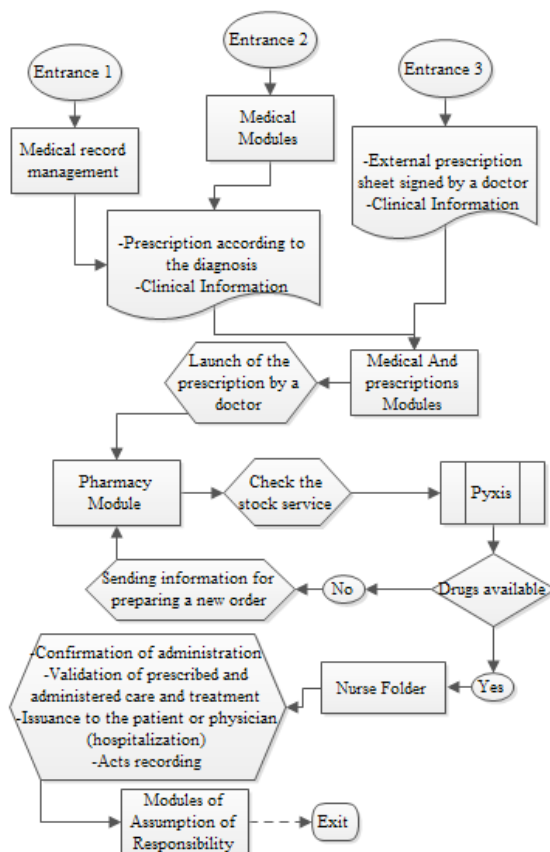 Entrance 1
Entrance 2
Entrance 3
Medical record
management
Medical
Modules
-External prescription
sheet signed by a doctor
-Clinical Information
-Prescription according to
the diagnosis
-Clinical Information
Launch of the
prescription by a
doctor
Medical And
prescriptions
Modules
Pharmacy
Module
Check the
stock service
Pyxis
Sending information for
preparing a new order
No
Drugs available
-Confirmation of administration
-Validation of prescribed and
administered care and treatment
-Issuance to the patient or physician
(hospitalization)
-Acts recording
Nurse Folder
Yes
Modules of
Assumption of
Responsibility
Exit